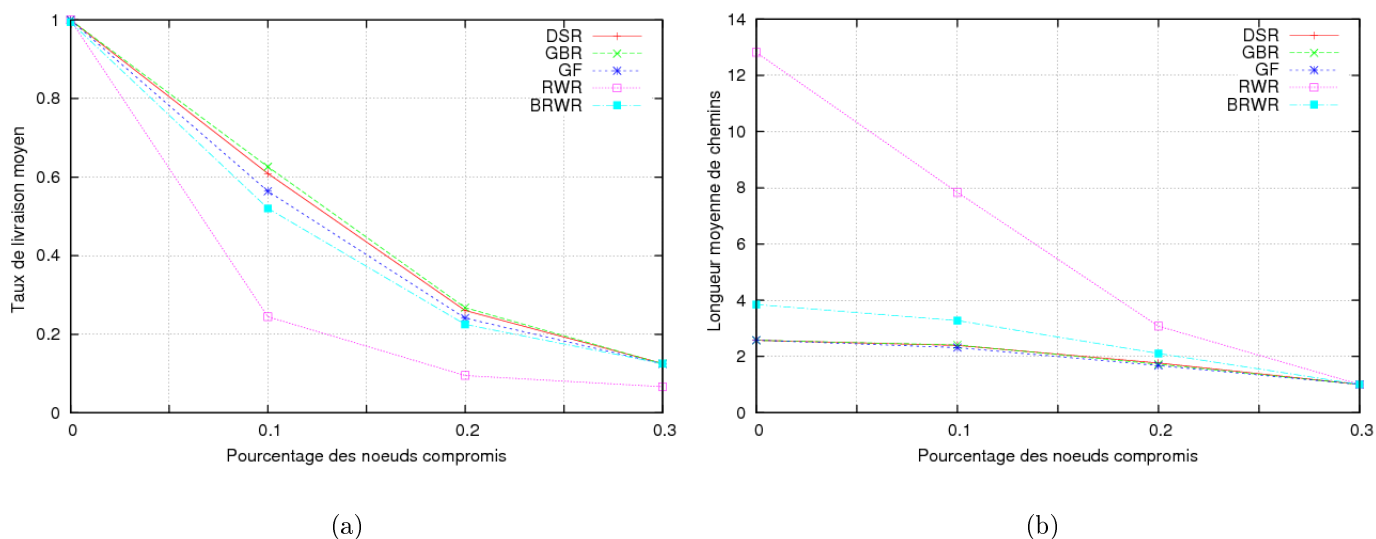 1
0.8
0.6
0.4
0.2
0
0
0.1
0.2
0.3
Taux de livraison moyen
Pourcentage des noeuds compromis
DSR
GBR
GF
RWR
BRWR
(a)
14
12
10
8
6
4
2
0
0
0.1
0.2
0.3
Longueur moyenne de chemins
Pourcentage des noeuds compromis
DSR
GBR
GF
RWR
BRWR
(b)